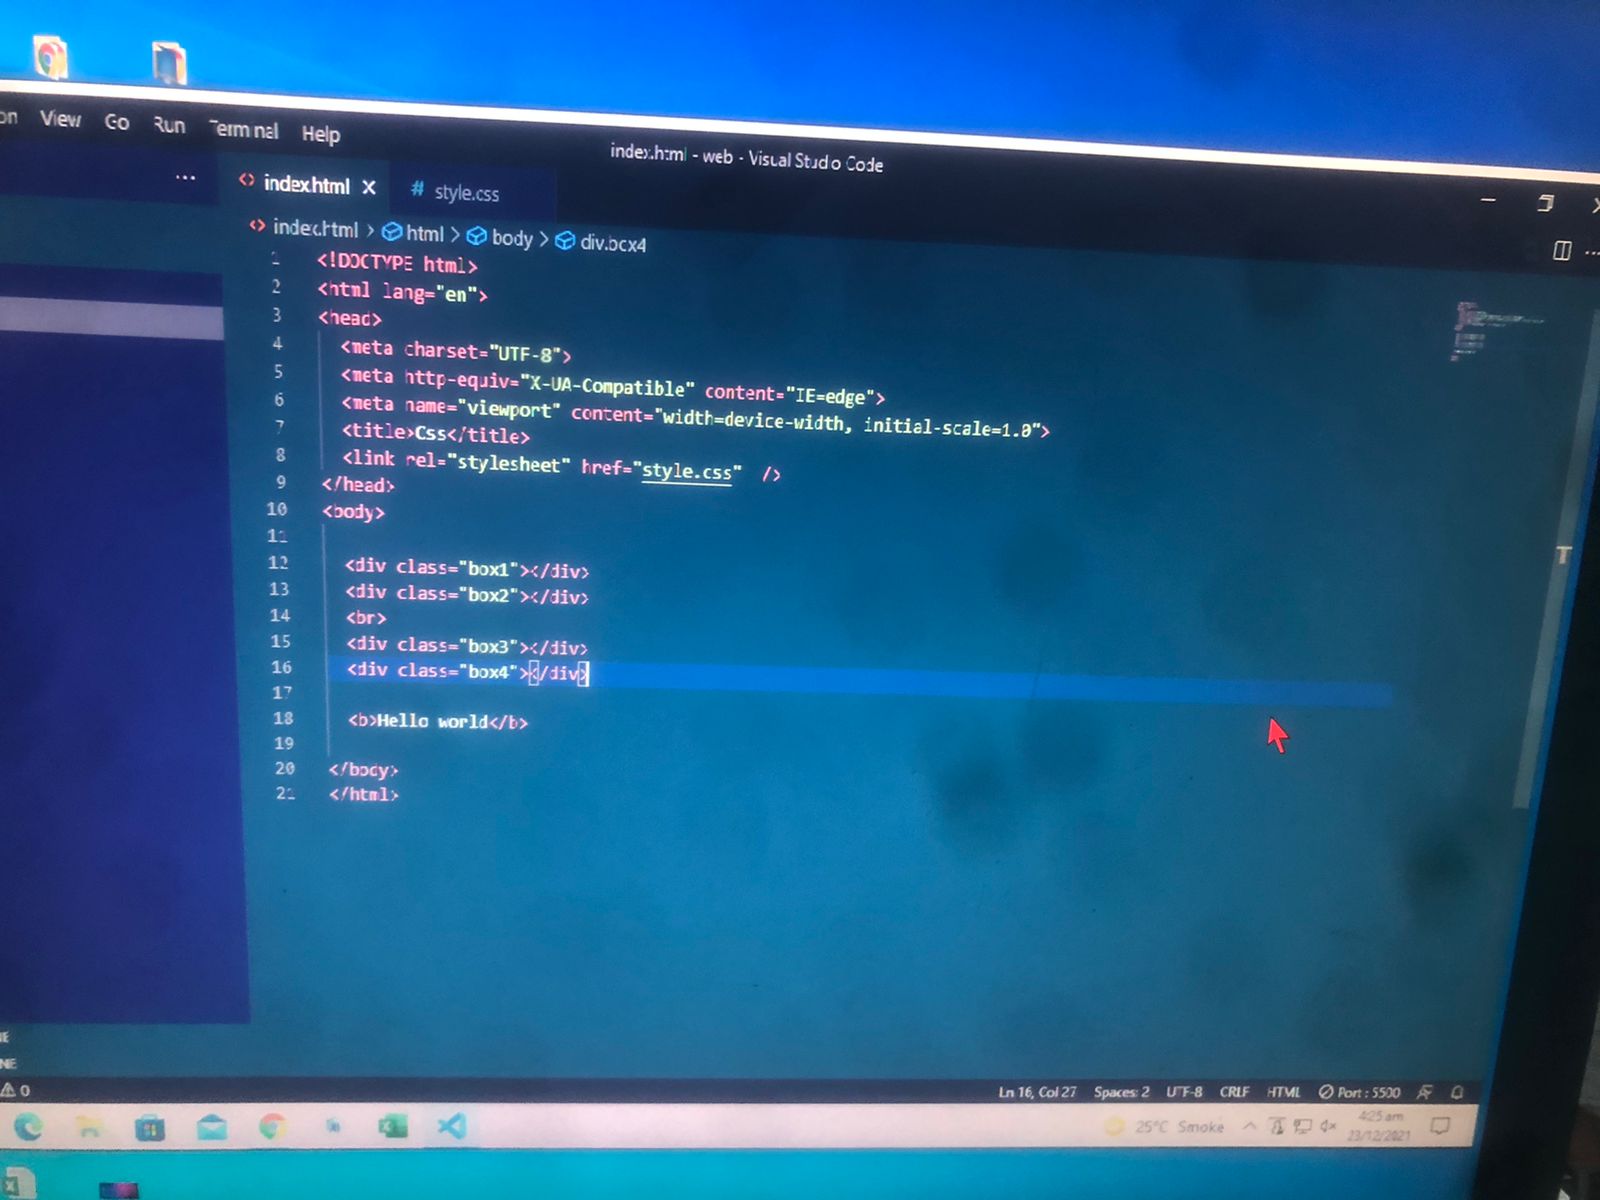 View Go Run Terminal Help
index.html - web - Visual Studio Code
... index.html X # style.css
index.html > html > body > div.box4
1 <!DOCTYPE html>
2 <html lang="en">
3 <head>
4 <meta charset="UTF-8">
5 <meta http-equiv="X-UA-Compatible" content="IE=edge">
6 <meta name="viewport" content="width=device-width, initial-scale=1.0">
7 <title>Css</title>
8 <link rel="stylesheet" href="style.css" />
9 </head>
10 <body>
11
12 <div class="box1"></div>
13 <div class="box2"></div>
14 <br>
15 <div class="box3"></div>
16 <div class="box4"></div>
17
18 <b>Hello world</b>
19
20 </body>
21 </html>
NE
0 Ln 16, Col 27 Spaces: 2 UTF-8 CRLF HTML Port : 5500
25°C Smoke
4:25 am
23/12/2021